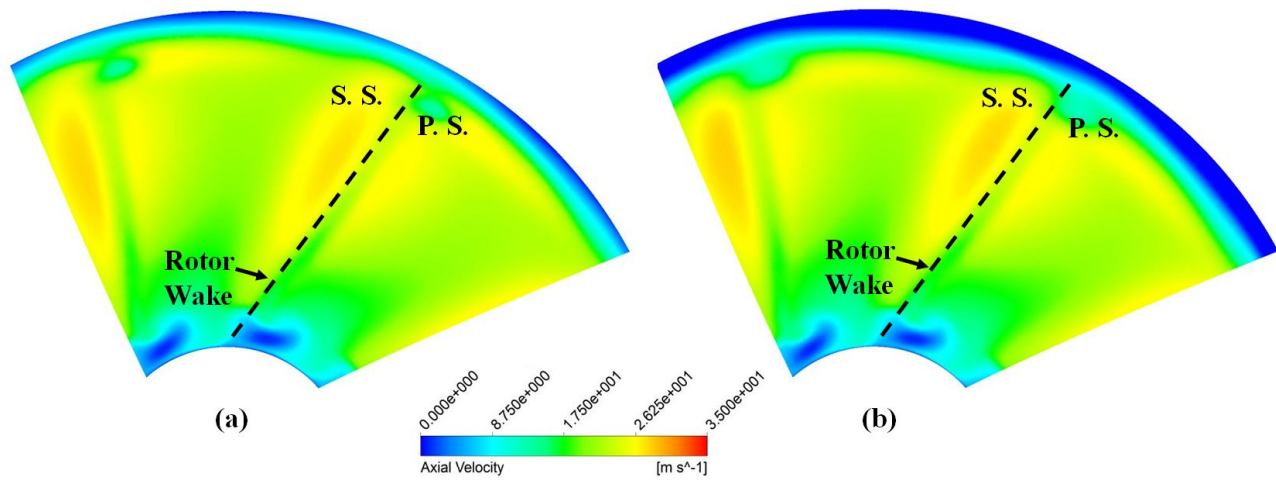 S. S.
P. S.
Rotor
Wake
(a)
S. S.
P. S.
Rotor
Wake
(b)
0.000e+000
8.750e+000
1.750e+001
2.625e+001
3.500e+001
Axial Velocity
[m s^-1]